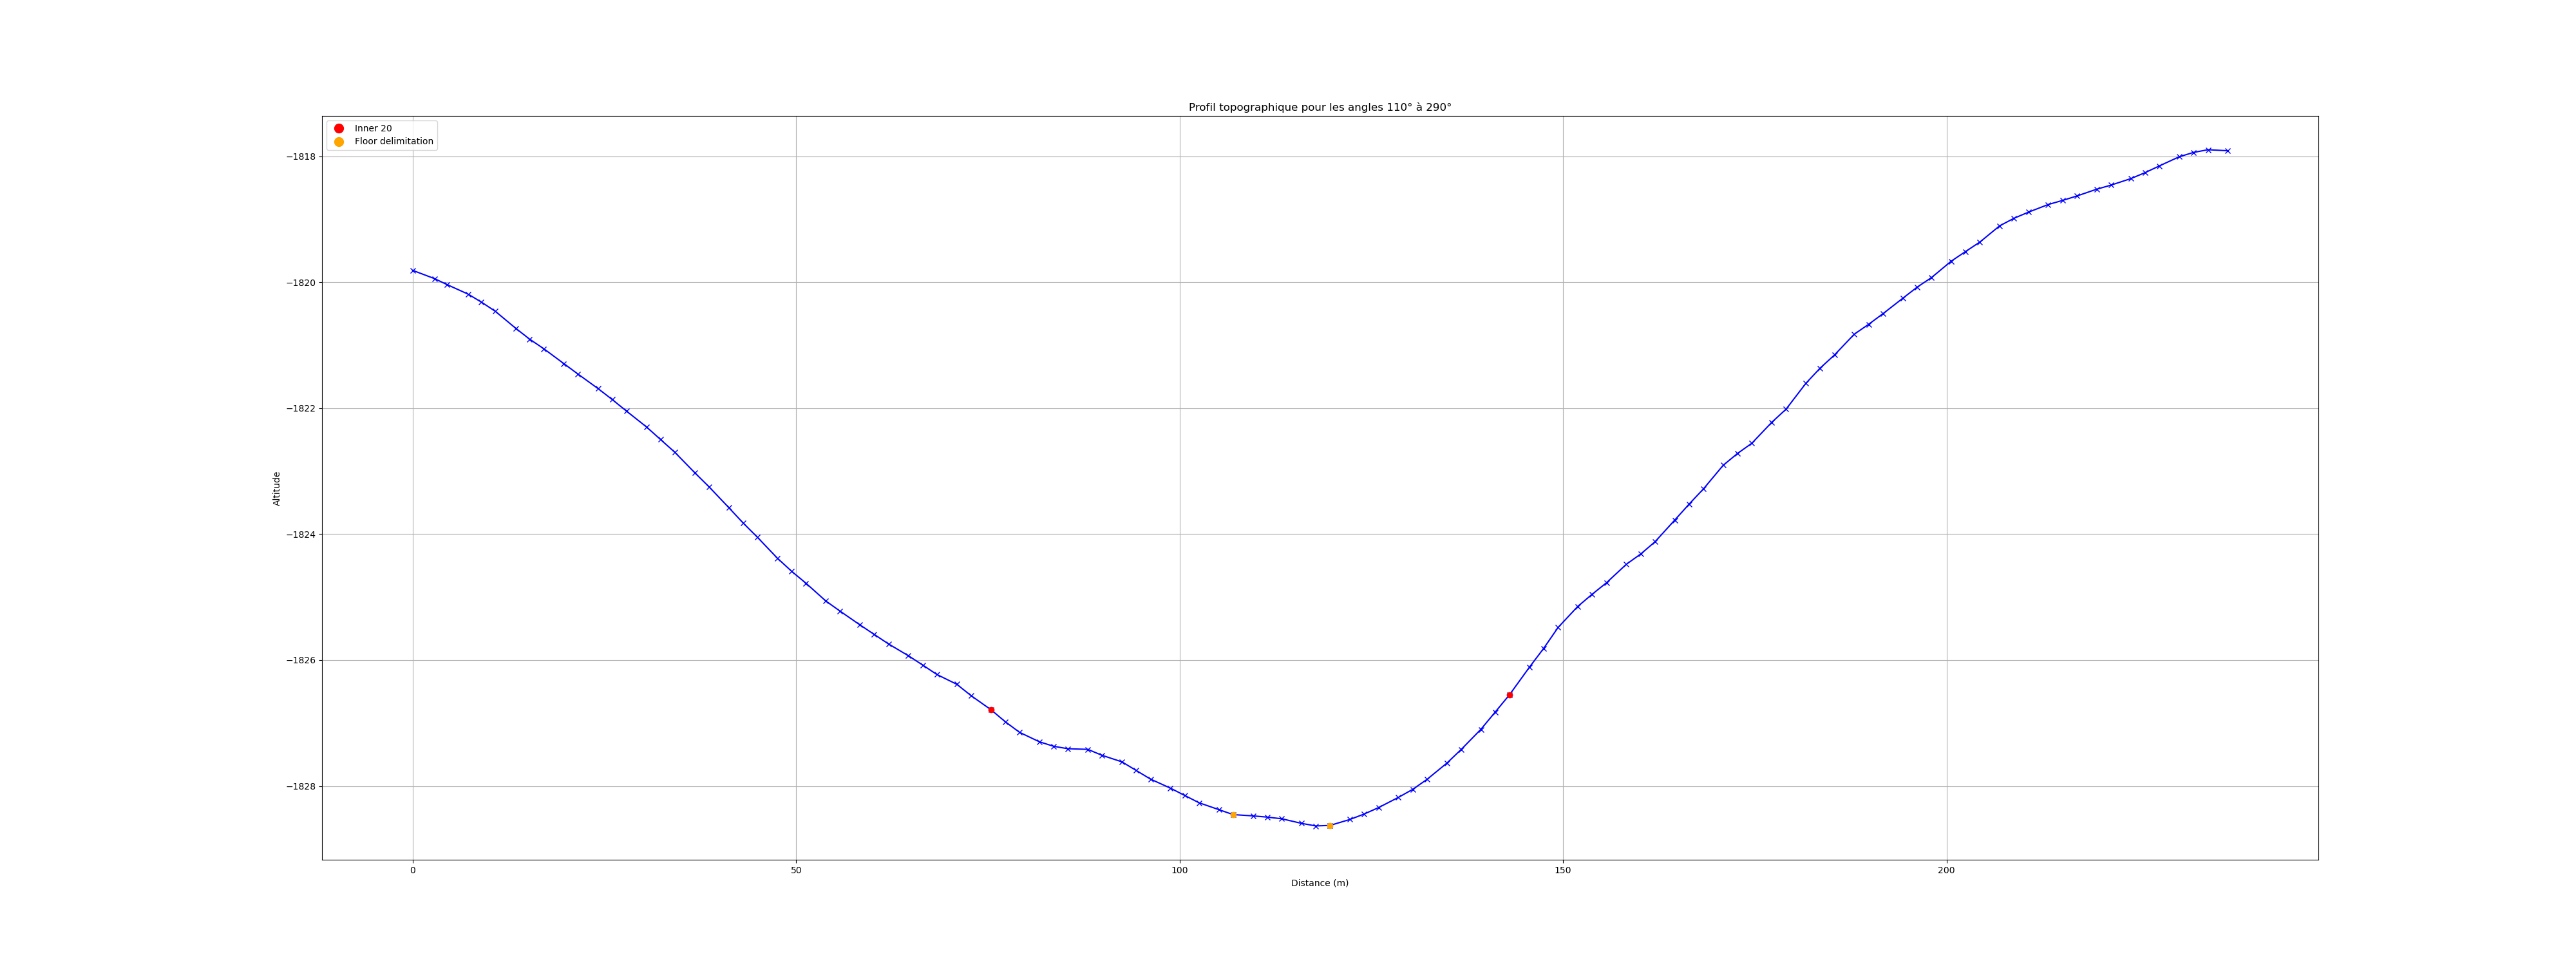 Profil topographique pour les angles 110° à 290°
Inner 20
Floor delimitation
−1818
−1820
−1822
−1824
−1826
−1828
Altitude
0 50 100 150 200
Distance (m)